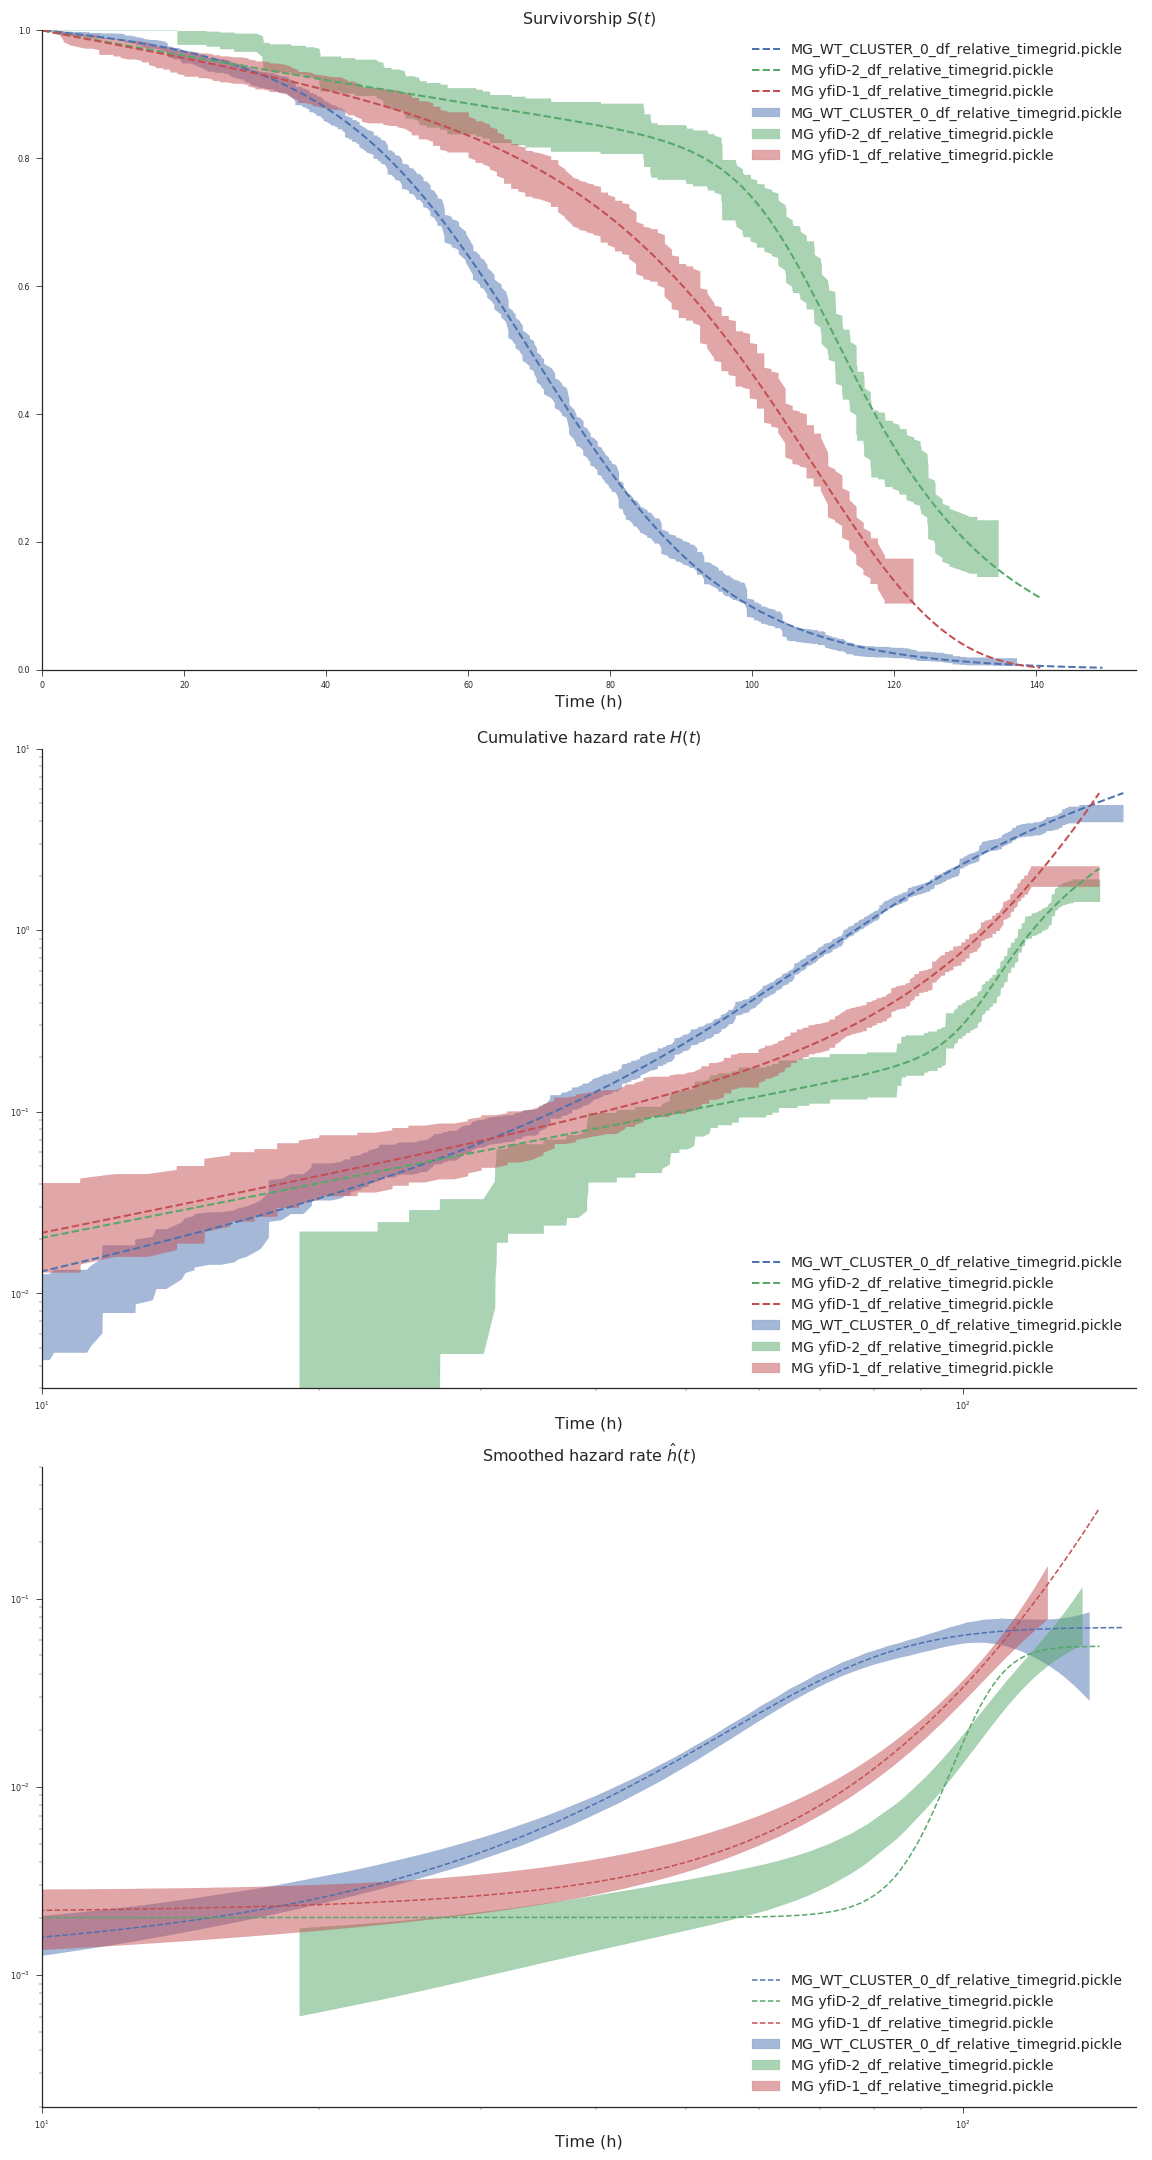 Survivorship S(t)
1.0
0.8
0.6
0.4
0.2
0.0
MG_WT_CLUSTER_0_df_relative_timegrid.pickle
MG yfiD-2_df_relative_timegrid.pickle
MG yfiD-1_df_relative_timegrid.pickle
MG_WT_CLUSTER_0_df_relative_timegrid.pickle
MG yfiD-2_df_relative_timegrid.pickle
MG yfiD-1_df_relative_timegrid.pickle
0 20 40 60 80 100 120 140
Time (h)
Cumulative hazard rate H(t)
10¹
10⁰
10⁻¹
10⁻²
MG_WT_CLUSTER_0_df_relative_timegrid.pickle
MG yfiD-2_df_relative_timegrid.pickle
MG yfiD-1_df_relative_timegrid.pickle
MG_WT_CLUSTER_0_df_relative_timegrid.pickle
MG yfiD-2_df_relative_timegrid.pickle
MG yfiD-1_df_relative_timegrid.pickle
10¹ 10²
Time (h)
Smoothed hazard rate ĥ(t)
10⁻¹
10⁻²
10⁻³
MG_WT_CLUSTER_0_df_relative_timegrid.pickle
MG yfiD-2_df_relative_timegrid.pickle
MG yfiD-1_df_relative_timegrid.pickle
MG_WT_CLUSTER_0_df_relative_timegrid.pickle
MG yfiD-2_df_relative_timegrid.pickle
MG yfiD-1_df_relative_timegrid.pickle
10¹ 10²
Time (h)